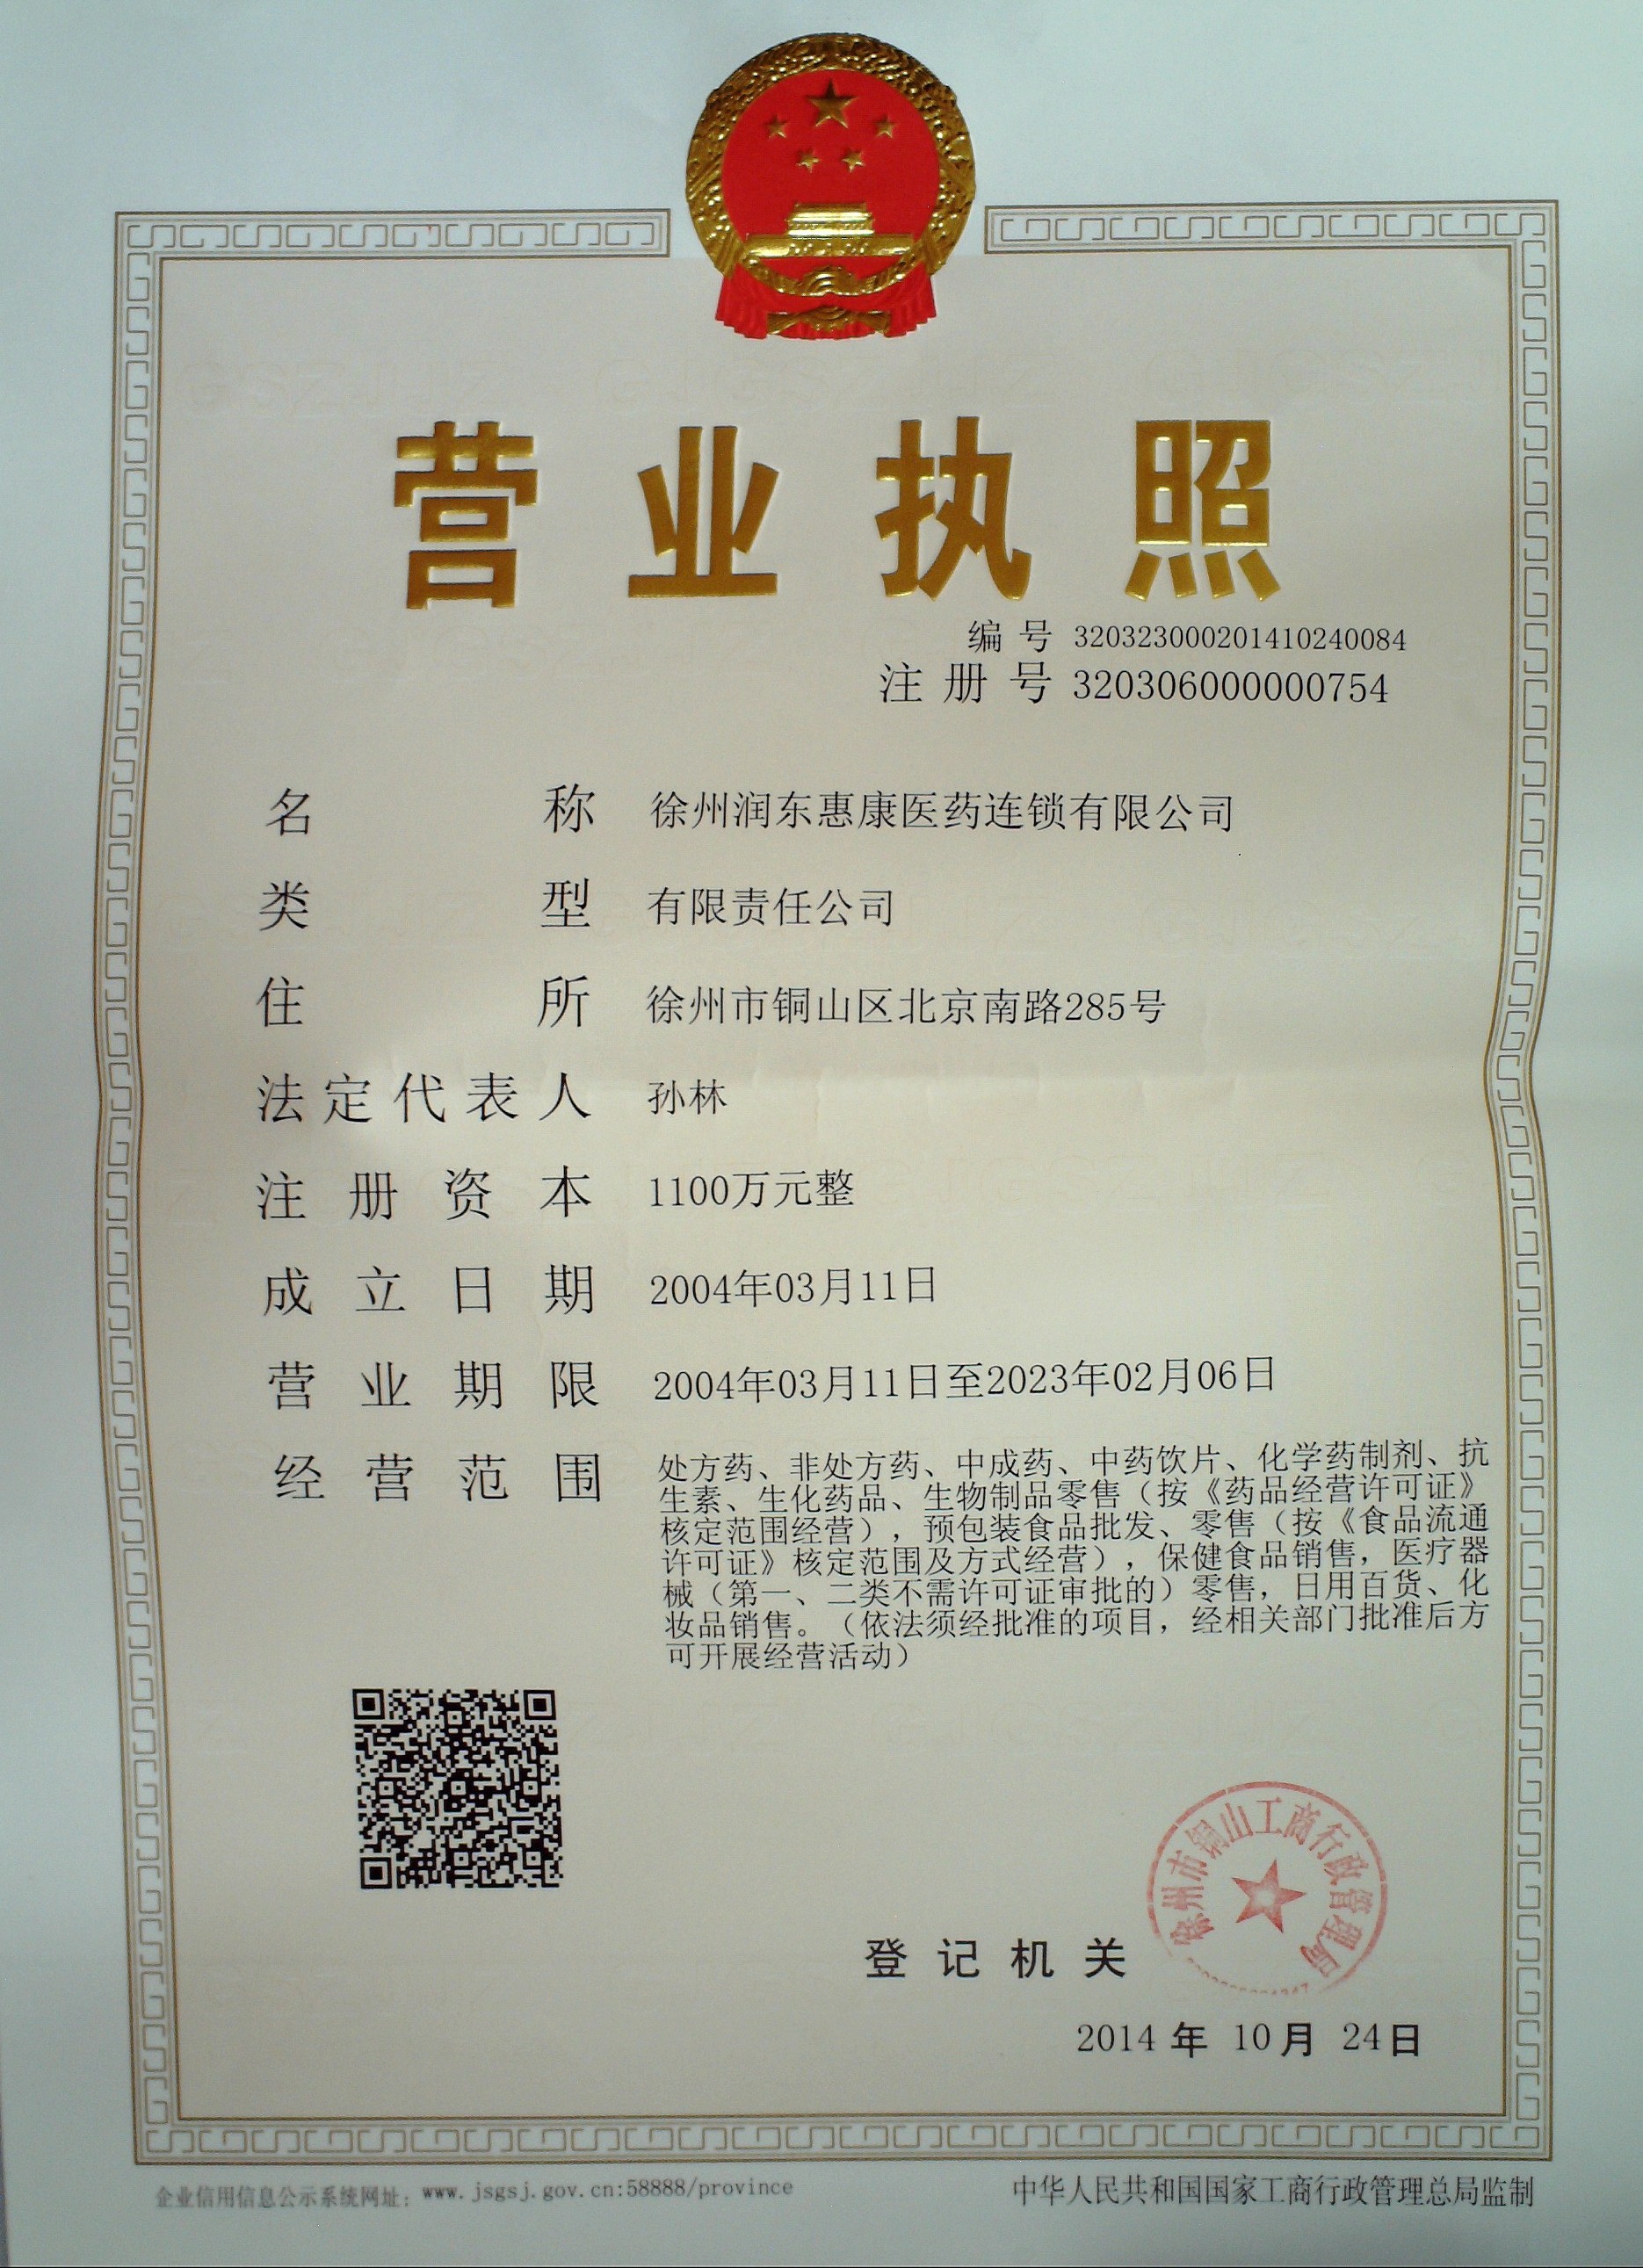 营业执照
编号 320323000201410240084
注册号 320306000000754
名称 徐州润东惠康医药连锁有限公司
类型 有限责任公司
住所 徐州市铜山区北京南路285号
法定代表人 孙林
注册资本 1100万元整
成立日期 2004年03月11日
营业期限 2004年03月11日至2023年02月06日
经营范围 处方药、非处方药、中成药、中药饮片、化学药制剂、抗
生素、生化药品、生物制品零售（按《药品经营许可证》
核定范围经营），预包装食品批发、零售（按《食品流通
许可证》核定范围及方式经营），保健食品销售，医疗器
械（第一、二类不需许可证审批的）零售，日用百货、化
妆品销售。（依法须经批准的项目，经相关部门批准后方
可开展经营活动）
徐州市铜山工商行政管理局
登记机关
2014年10月24日
企业信用信息公示系统网址：www.jsgsj.gov.cn:58888/province
中华人民共和国国家工商行政管理总局监制